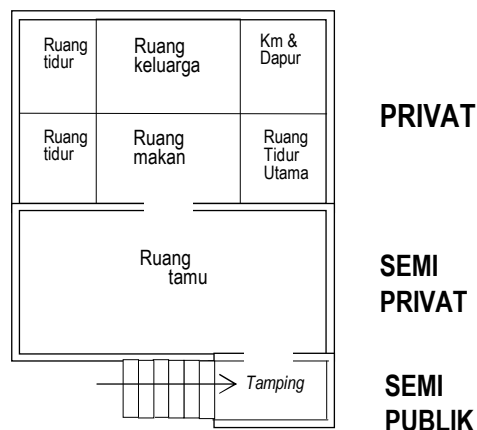 Ruang
tidur
Ruang
keluarga
Km &
Dapur
PRIVAT
Ruang
tidur
Ruang
makan
Ruang
Tidur
Utama
Ruang
tamu
SEMI
PRIVAT
Tamping
SEMI
PUBLIK